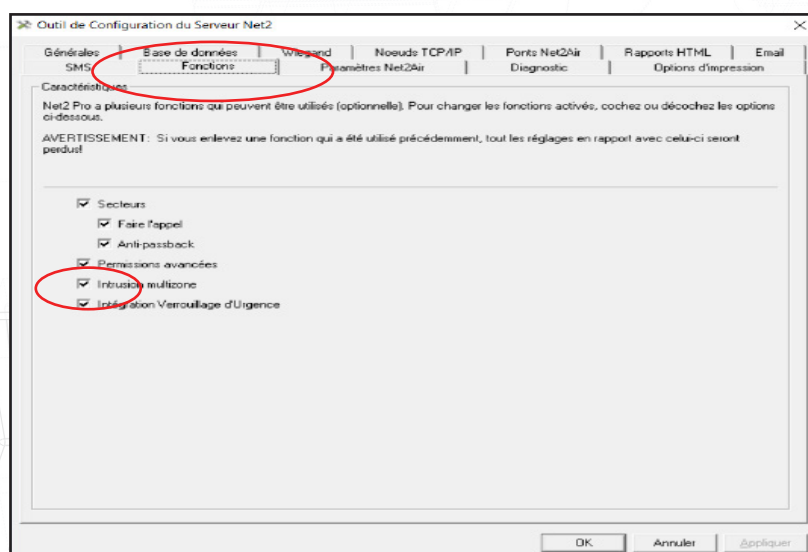 Outil de Configuration du Serveur Net2
Générales Base de données Wiegand Noeuds TCP/IP Ports Net2Air Rapports HTML Email
SMS Fonctions Paramètres Net2Air Diagnostic Options d'impression
Caractéristiques
Net2 Pro a plusieurs fonctions qui peuvent être utilisés (optionnelle). Pour changer les fonctions activés, cochez ou décochez les options
ci-dessous.
AVERTISSEMENT: Si vous enlevez une fonction qui a été utilisé précédemment, tout les réglages en rapport avec celui-ci seront
perdus!
Secteurs
Faire l'appel
Anti-passback
Permissions avancées
Intrusion multizone
Intégration Verrouillage d'Urgence
OK Annuler Appliquer